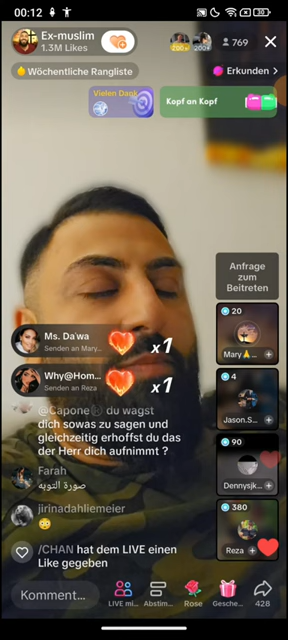 00:12
30
Ex-muslim
1.3M Likes
200+
200+
769
Wöchentliche Rangliste
Erkunden >
Vielen Dank
Kopf an Kopf
Anfrage
zum
Beitreten
20
Ms. Da'wa
Senden an Mary...
x1
Mary🙏...
4
Why@Hom...
Senden an Reza
x1
Jason.S...
@Capone
du wagst
dich sowas zu sagen und
gleichzeitig erhoffst du das
der Herr dich aufnimmt ?
90
Dennysjk...
Farah
صورة التوبه
jirinadahliemeier
😳
380
Reza
/CHAN hat dem LIVE einen
Like gegeben
Komment...
LIVE mi...
Abstim...
Rose
Gesche...
428